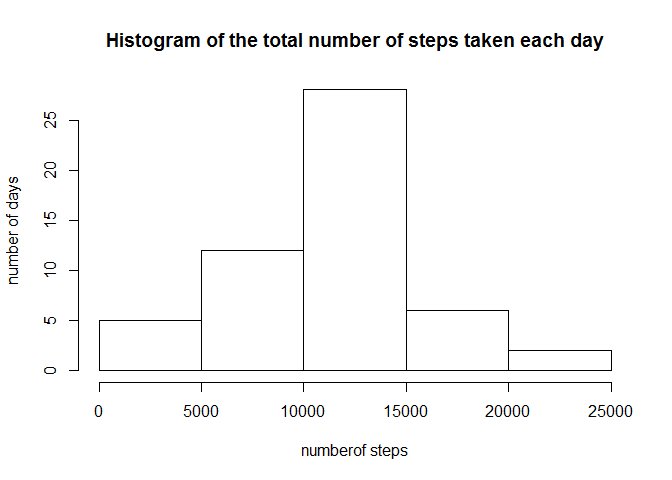 Histogram of the total number of steps taken each day
number of days
25
20
15
10
5
0
0 5000 10000 15000 20000 25000
numberof steps